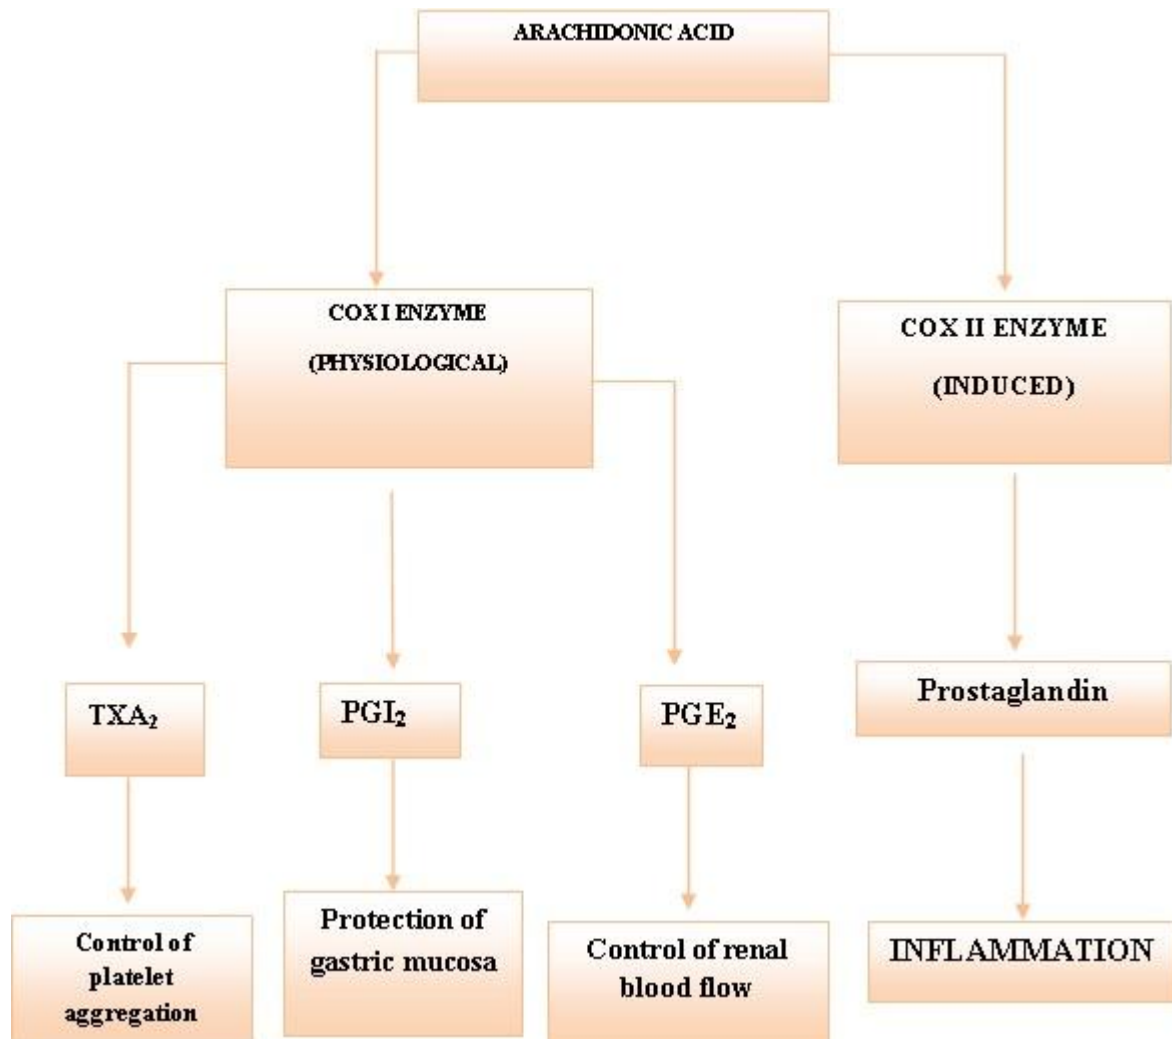 ARACHIDONIC ACID
COX I ENZYME
(PHYSIOLOGICAL)
COX II ENZYME
(INDUCED)
TXA₂
PGI₂
PGE₂
Prostaglandin
Control of
platelet
aggregation
Protection of
gastric mucosa
Control of renal
blood flow
INFLAMMATION